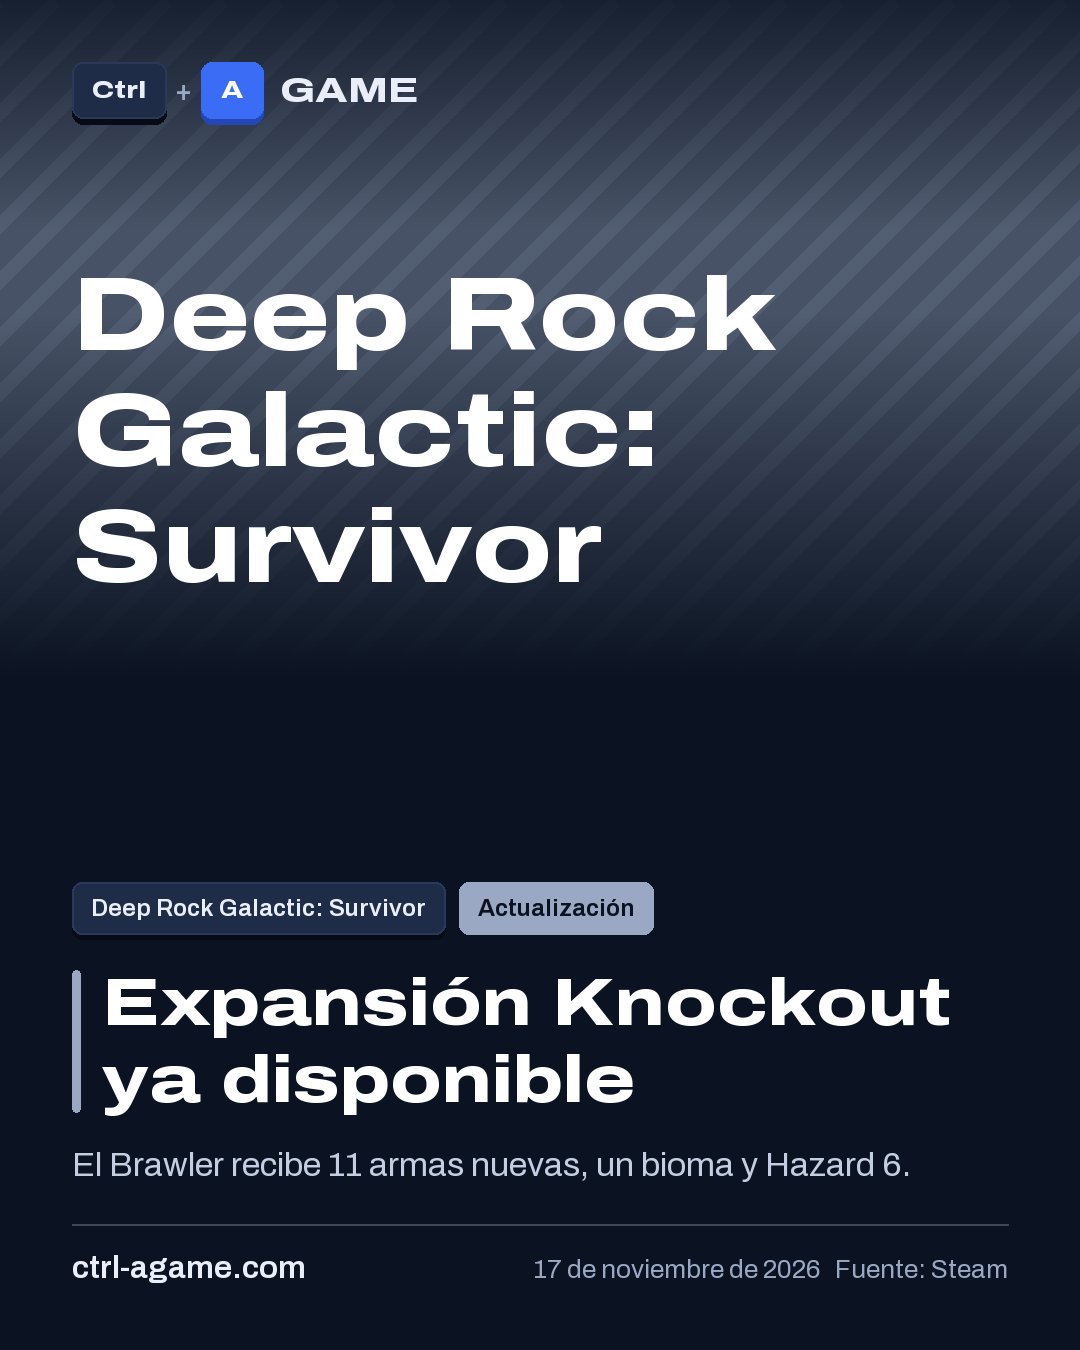 Ctrl + A GAME
Deep Rock
Galactic:
Survivor
Deep Rock Galactic: Survivor Actualización
Expansión Knockout
ya disponible
El Brawler recibe 11 armas nuevas, un bioma y Hazard 6.
ctrl-agame.com 17 de noviembre de 2026 Fuente: Steam